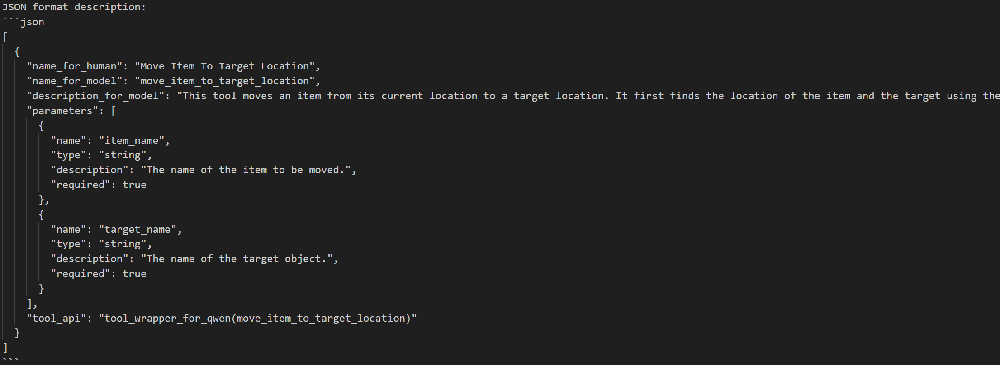 JSON format description:
```json
[
  {
    "name_for_human": "Move Item To Target Location",
    "name_for_model": "move_item_to_target_location",
    "description_for_model": "This tool moves an item from its current location to a target location. It first finds the location of the item and the target using the
    "parameters": [
      {
        "name": "item_name",
        "type": "string",
        "description": "The name of the item to be moved.",
        "required": true
      },
      {
        "name": "target_name",
        "type": "string",
        "description": "The name of the target object.",
        "required": true
      }
    ],
    "tool_api": "tool_wrapper_for_qwen(move_item_to_target_location)"
  }
]
```